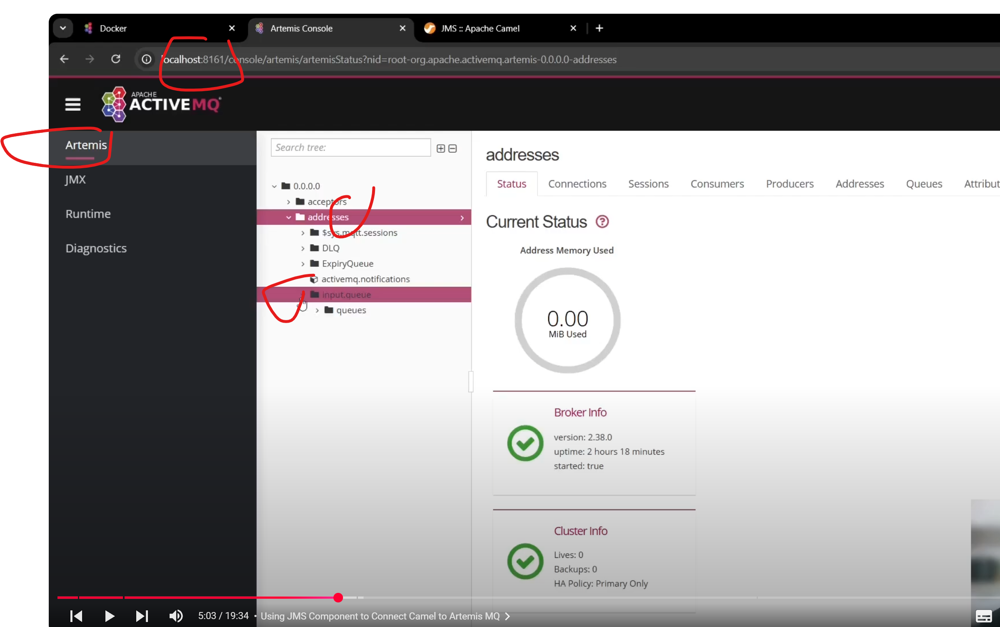 Docker
Artemis Console
JMS :: Apache Camel
localhost:8161/console/artemis/artemisStatus?nid=root-org.apache.activemq.artemis-0.0.0.0-addresses
APACHE
ACTIVEMQ
Artemis
JMX
Runtime
Diagnostics
Search tree:
0.0.0.0
acceptors
addresses
$sys.mqtt.sessions
DLQ
ExpiryQueue
activemq.notifications
input.queue
queues
addresses
Status Connections Sessions Consumers Producers Addresses Queues Attribut
Current Status
Address Memory Used
0.00
MiB Used
Broker Info
version: 2.38.0
uptime: 2 hours 18 minutes
started: true
Cluster Info
Lives: 0
Backups: 0
HA Policy: Primary Only
5:03 / 19:34 • Using JMS Component to Connect Camel to Artemis MQ